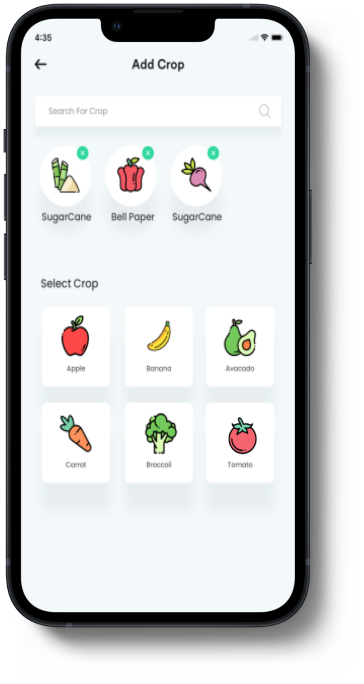 4:35
Add Crop
Search For Crop
SugarCane
Bell Paper
SugarCane
Select Crop
Apple
Banana
Avacado
Carrot
Broccoli
Tomato